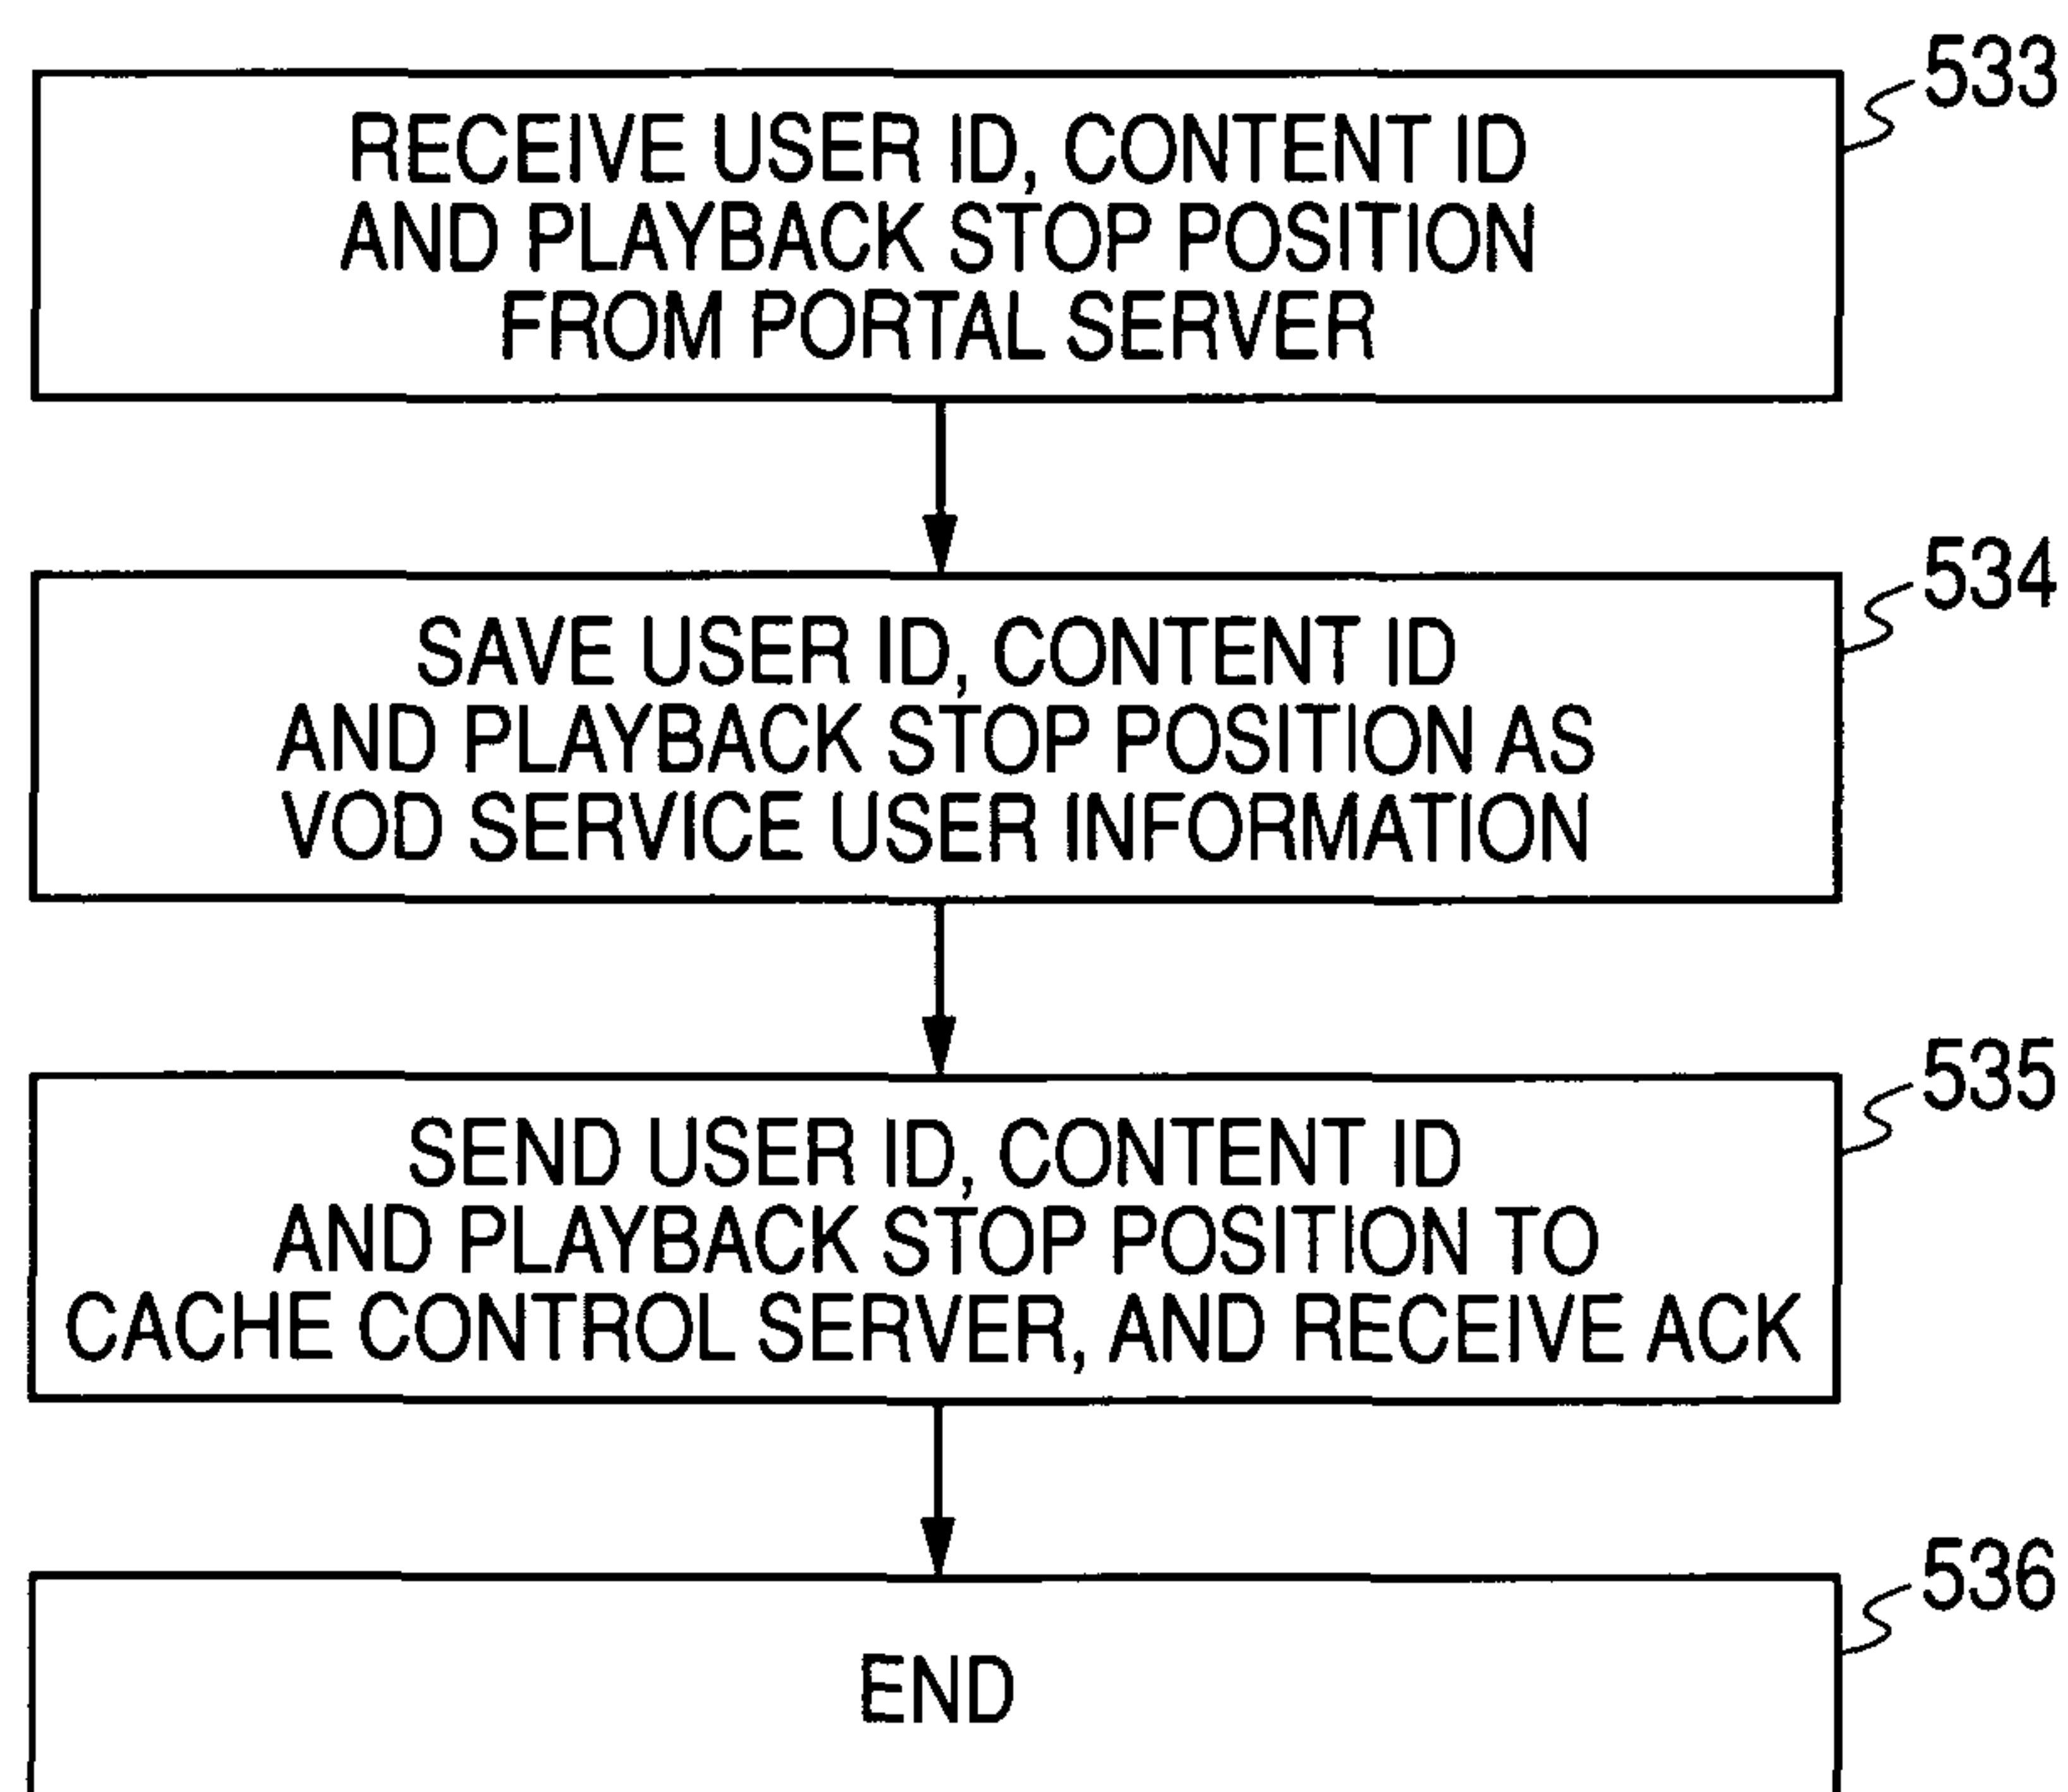 533
RECEIVE USER ID, CONTENT ID
AND PLAYBACK STOP POSITION
FROM PORTAL SERVER
534
SAVE USER ID, CONTENT ID
AND PLAYBACK STOP POSITION AS
VOD SERVICE USER INFORMATION
535
SEND USER ID, CONTENT ID
AND PLAYBACK STOP POSITION TO
CACHE CONTROL SERVER, AND RECEIVE ACK
536
END